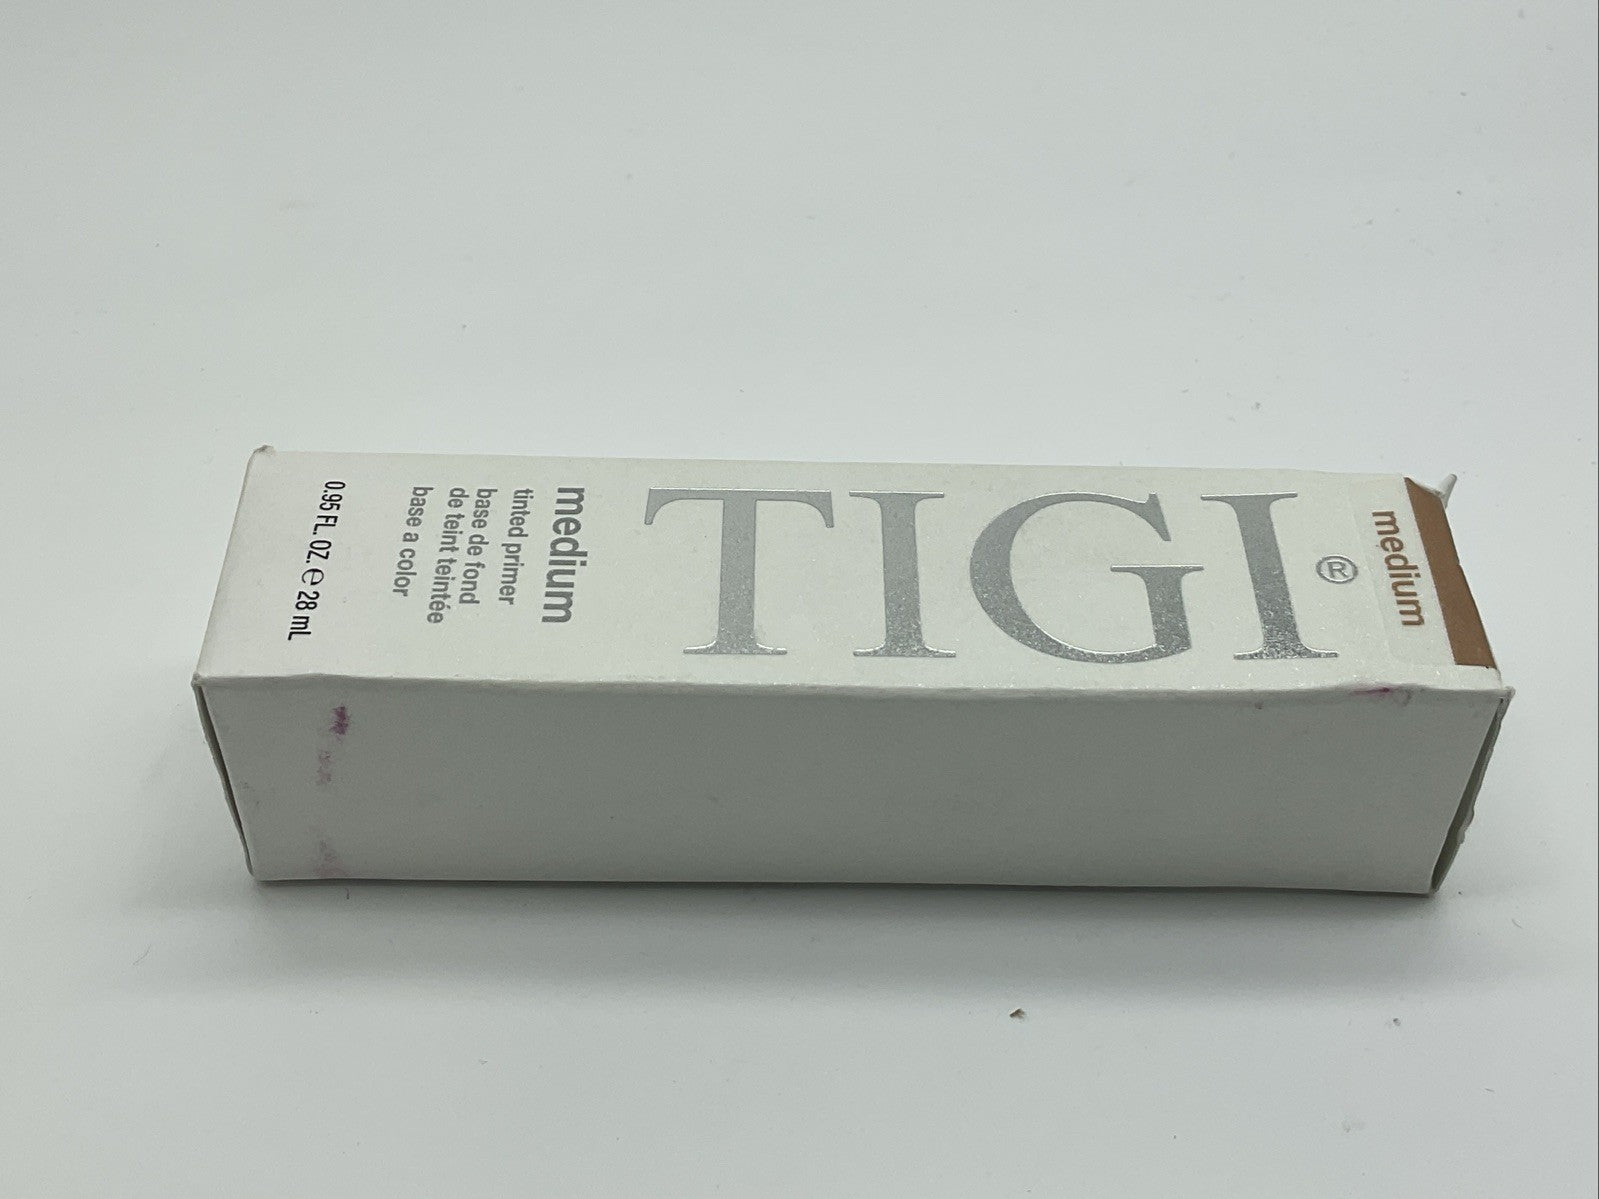 medium
TIGI®
medium
tinted primer
base de fond
de teint teintée
base a color
0.95 FL. OZ. ℮ 28 mL